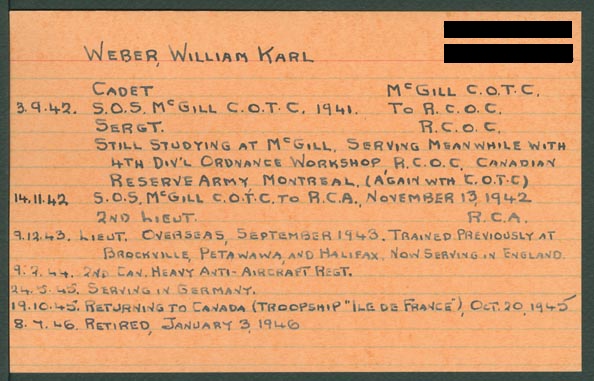 WEBER, WILLIAM KARL
CADET McGILL C.O.T.C.
3.9.42. S.O.S. McGILL C.O.T.C. 1941. TO R.C.O.C.
SERGT. R.C.O.C.
STILL STUDYING AT McGILL, SERVING MEANWHILE WITH
4TH DIV'L ORDNANCE WORKSHOP, R.C.O.C. CANADIAN
RESERVE ARMY, MONTREAL. (AGAIN WTH C.O.T.C)
14.11.42 S.O.S. McGILL C.O.T.C. TO R.C.A., NOVEMBER 13, 1942
2ND LIEUT. R.C.A.
9.12.43. LIEUT. OVERSEAS, SEPTEMBER 1943. TRAINED PREVIOUSLY AT
BROCKVILLE, PETAWAWA, AND HALIFAX. NOW SERVING IN ENGLAND.
9.2.44. 2ND CAN. HEAVY ANTI-AIRCRAFT REGT.
24.5.45. SERVING IN GERMANY.
19.10.45. RETURNING TO CANADA (TROOPSHIP "ILE DE FRANCE"), OCT. 20, 1945
8.7.46. RETIRED, JANUARY 3, 1946